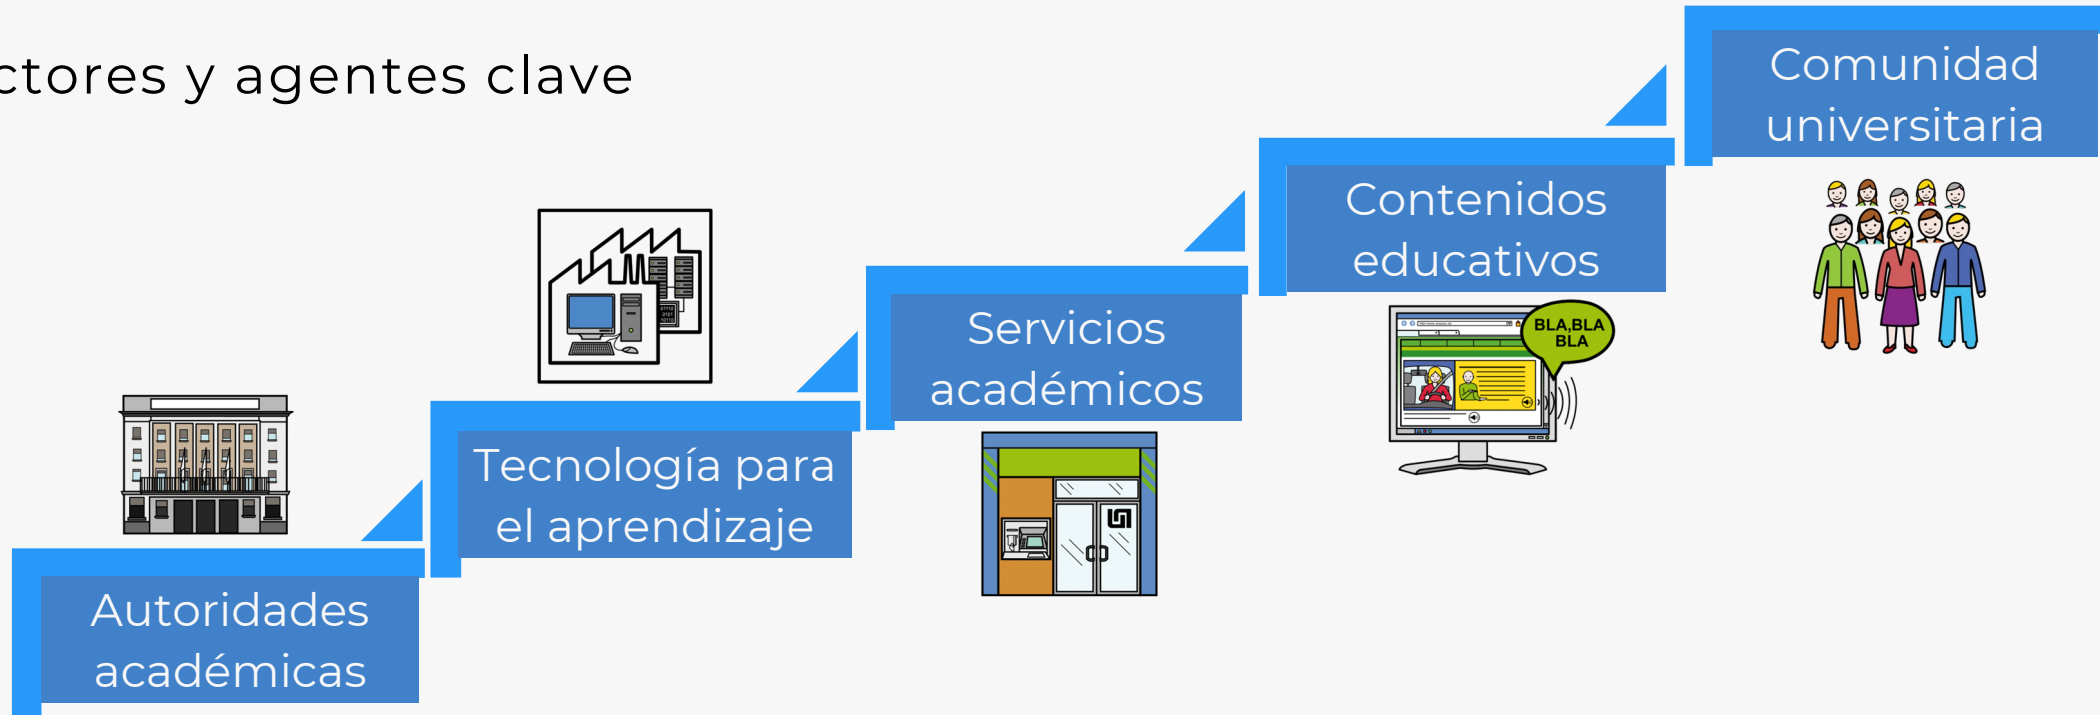 ctores y agentes clave
Comunidad
universitaria
Contenidos
educativos
BLA,BLA
BLA
Servicios
académicos
Tecnología para
el aprendizaje
Autoridades
académicas